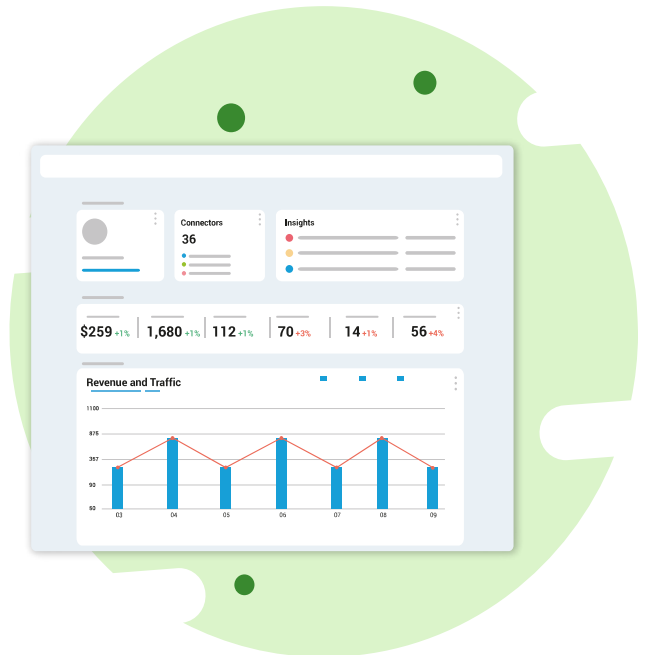 Connectors
36
Insights
$259 +1% 1,680 +1% 112 +1% 70 +3% 14 +1% 56 +4%
Revenue and Traffic
1100
875
367
90
50
03 04 05 06 07 08 09